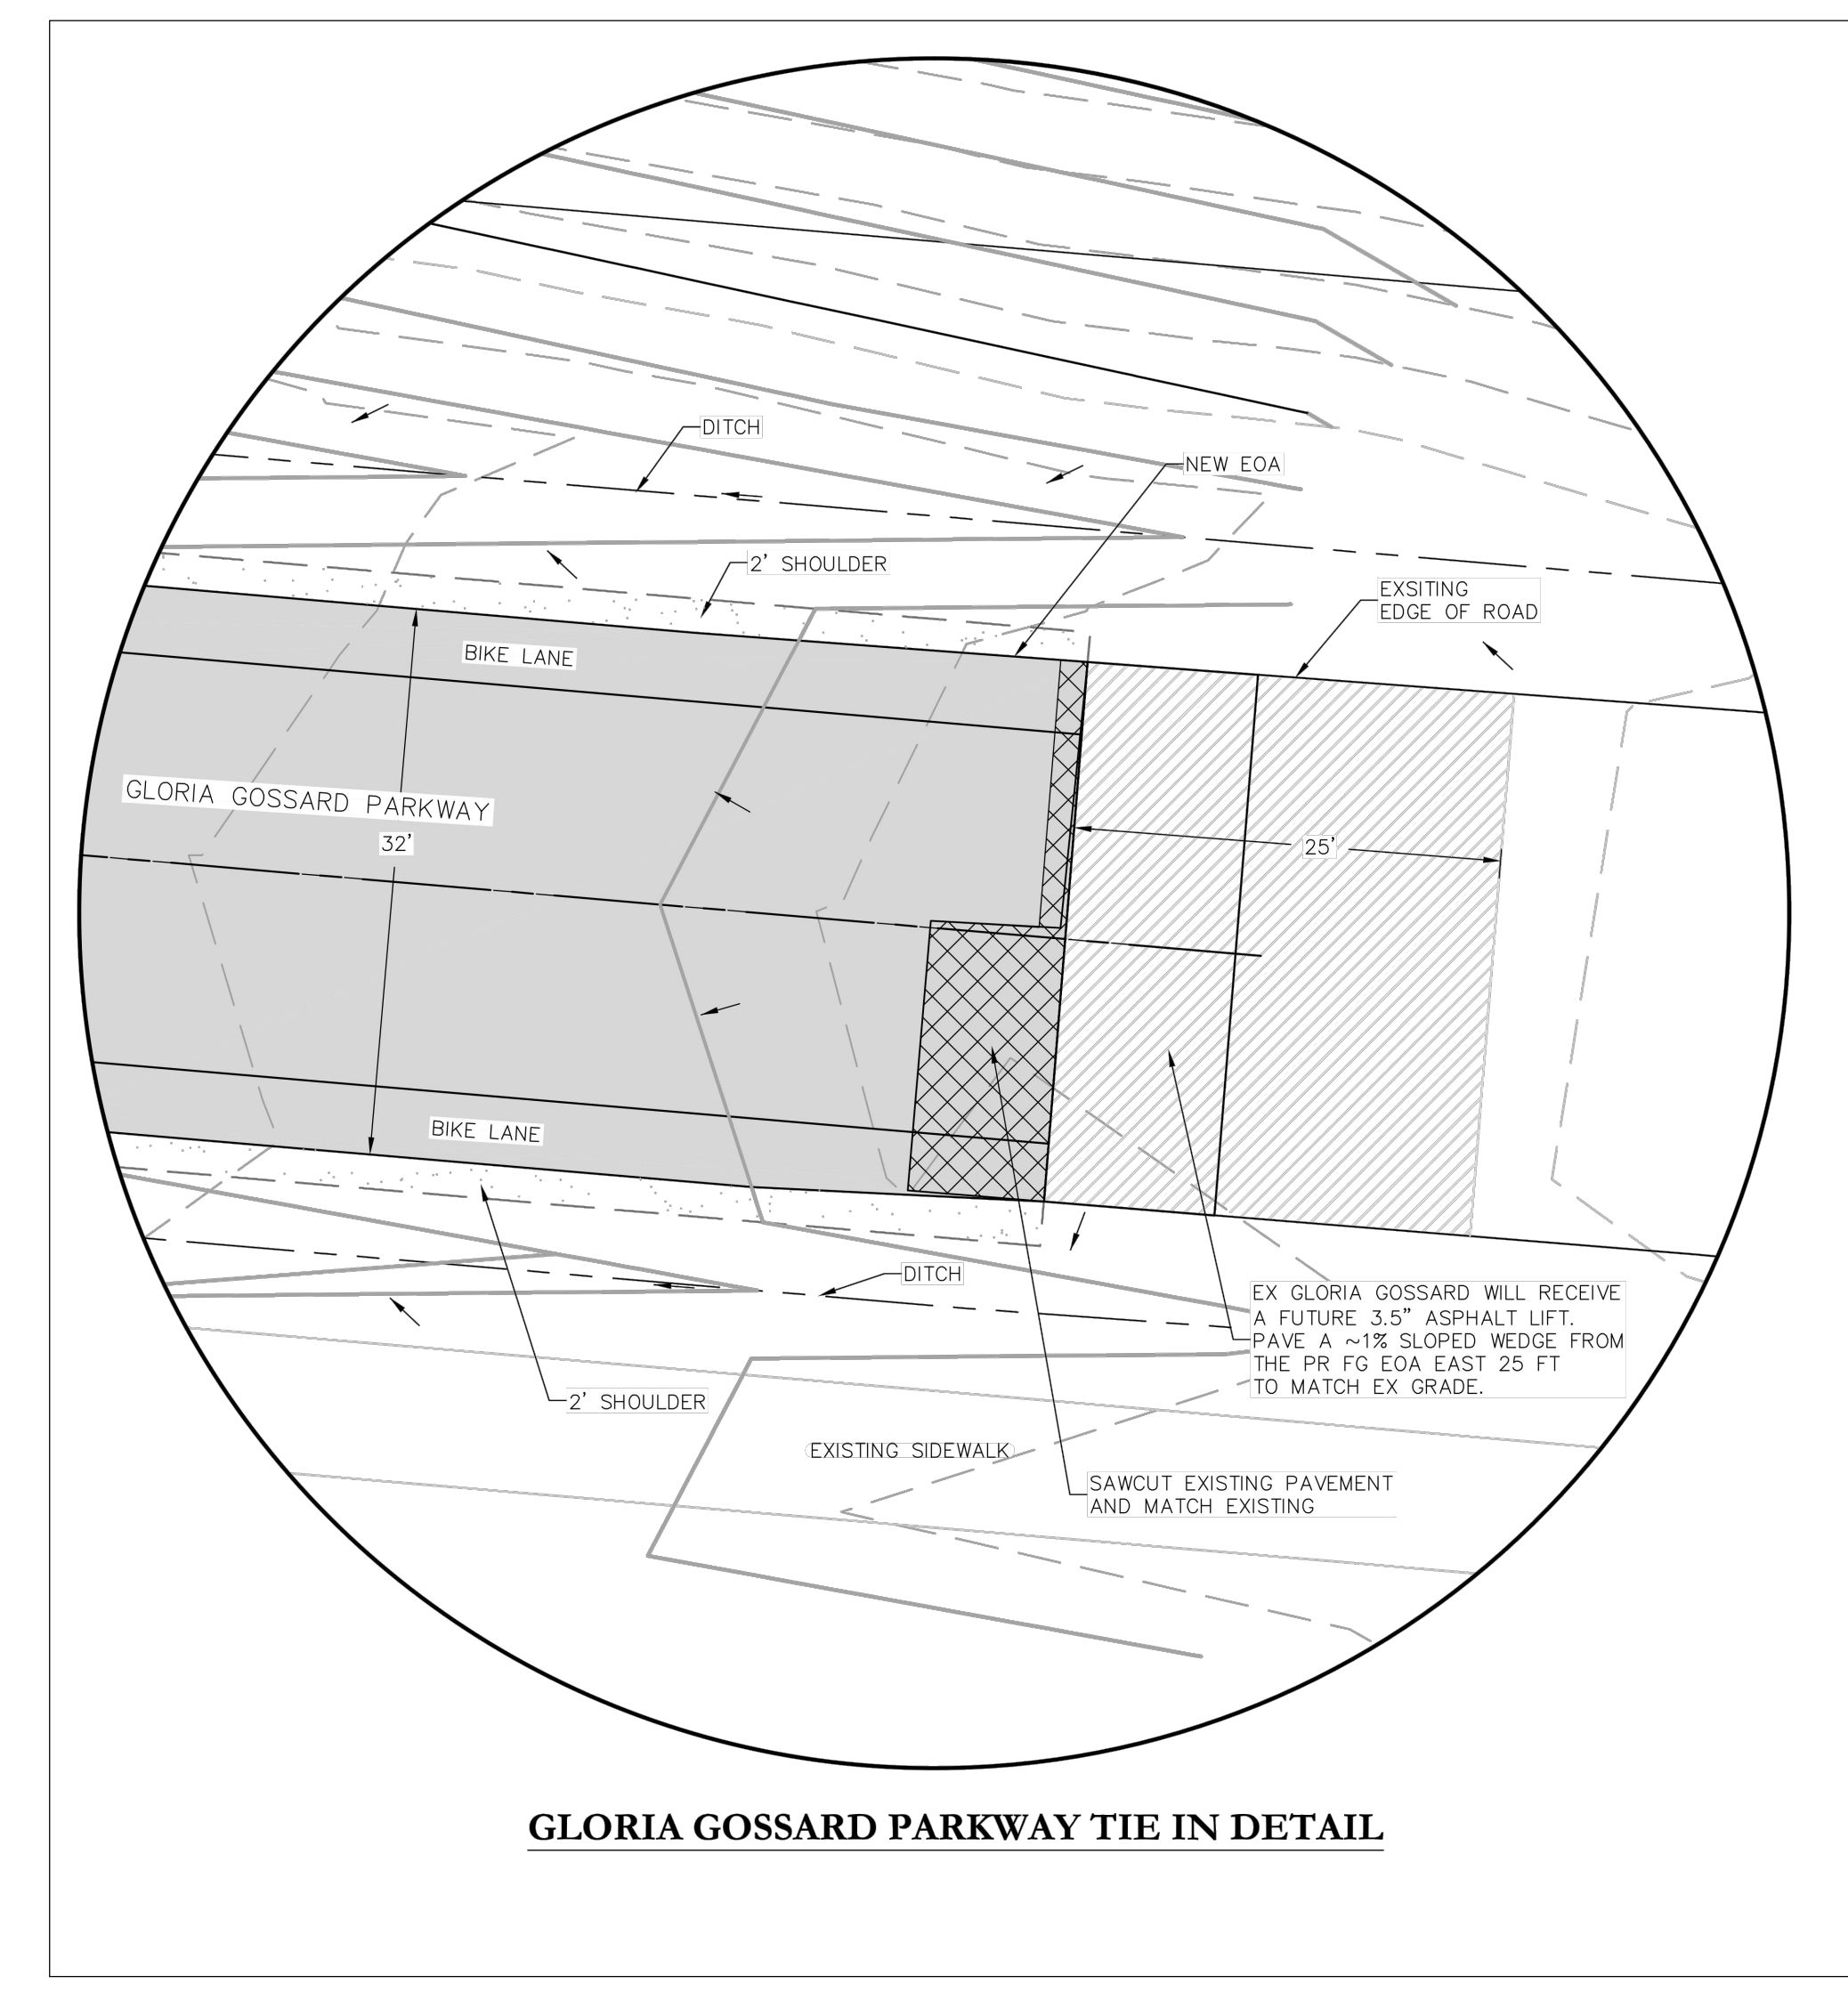 DITCH
NEW EOA
2' SHOULDER
EXSITING
EDGE OF ROAD
BIKE LANE
GLORIA GOSSARD PARKWAY
32'
25'
BIKE LANE
DITCH
EX GLORIA GOSSARD WILL RECEIVE
A FUTURE 3.5" ASPHALT LIFT.
PAVE A ~1% SLOPED WEDGE FROM
THE PR FG EOA EAST 25 FT
TO MATCH EX GRADE.
2' SHOULDER
EXISTING SIDEWALK
SAWCUT EXISTING PAVEMENT
AND MATCH EXISTING
GLORIA GOSSARD PARKWAY TIE IN DETAIL